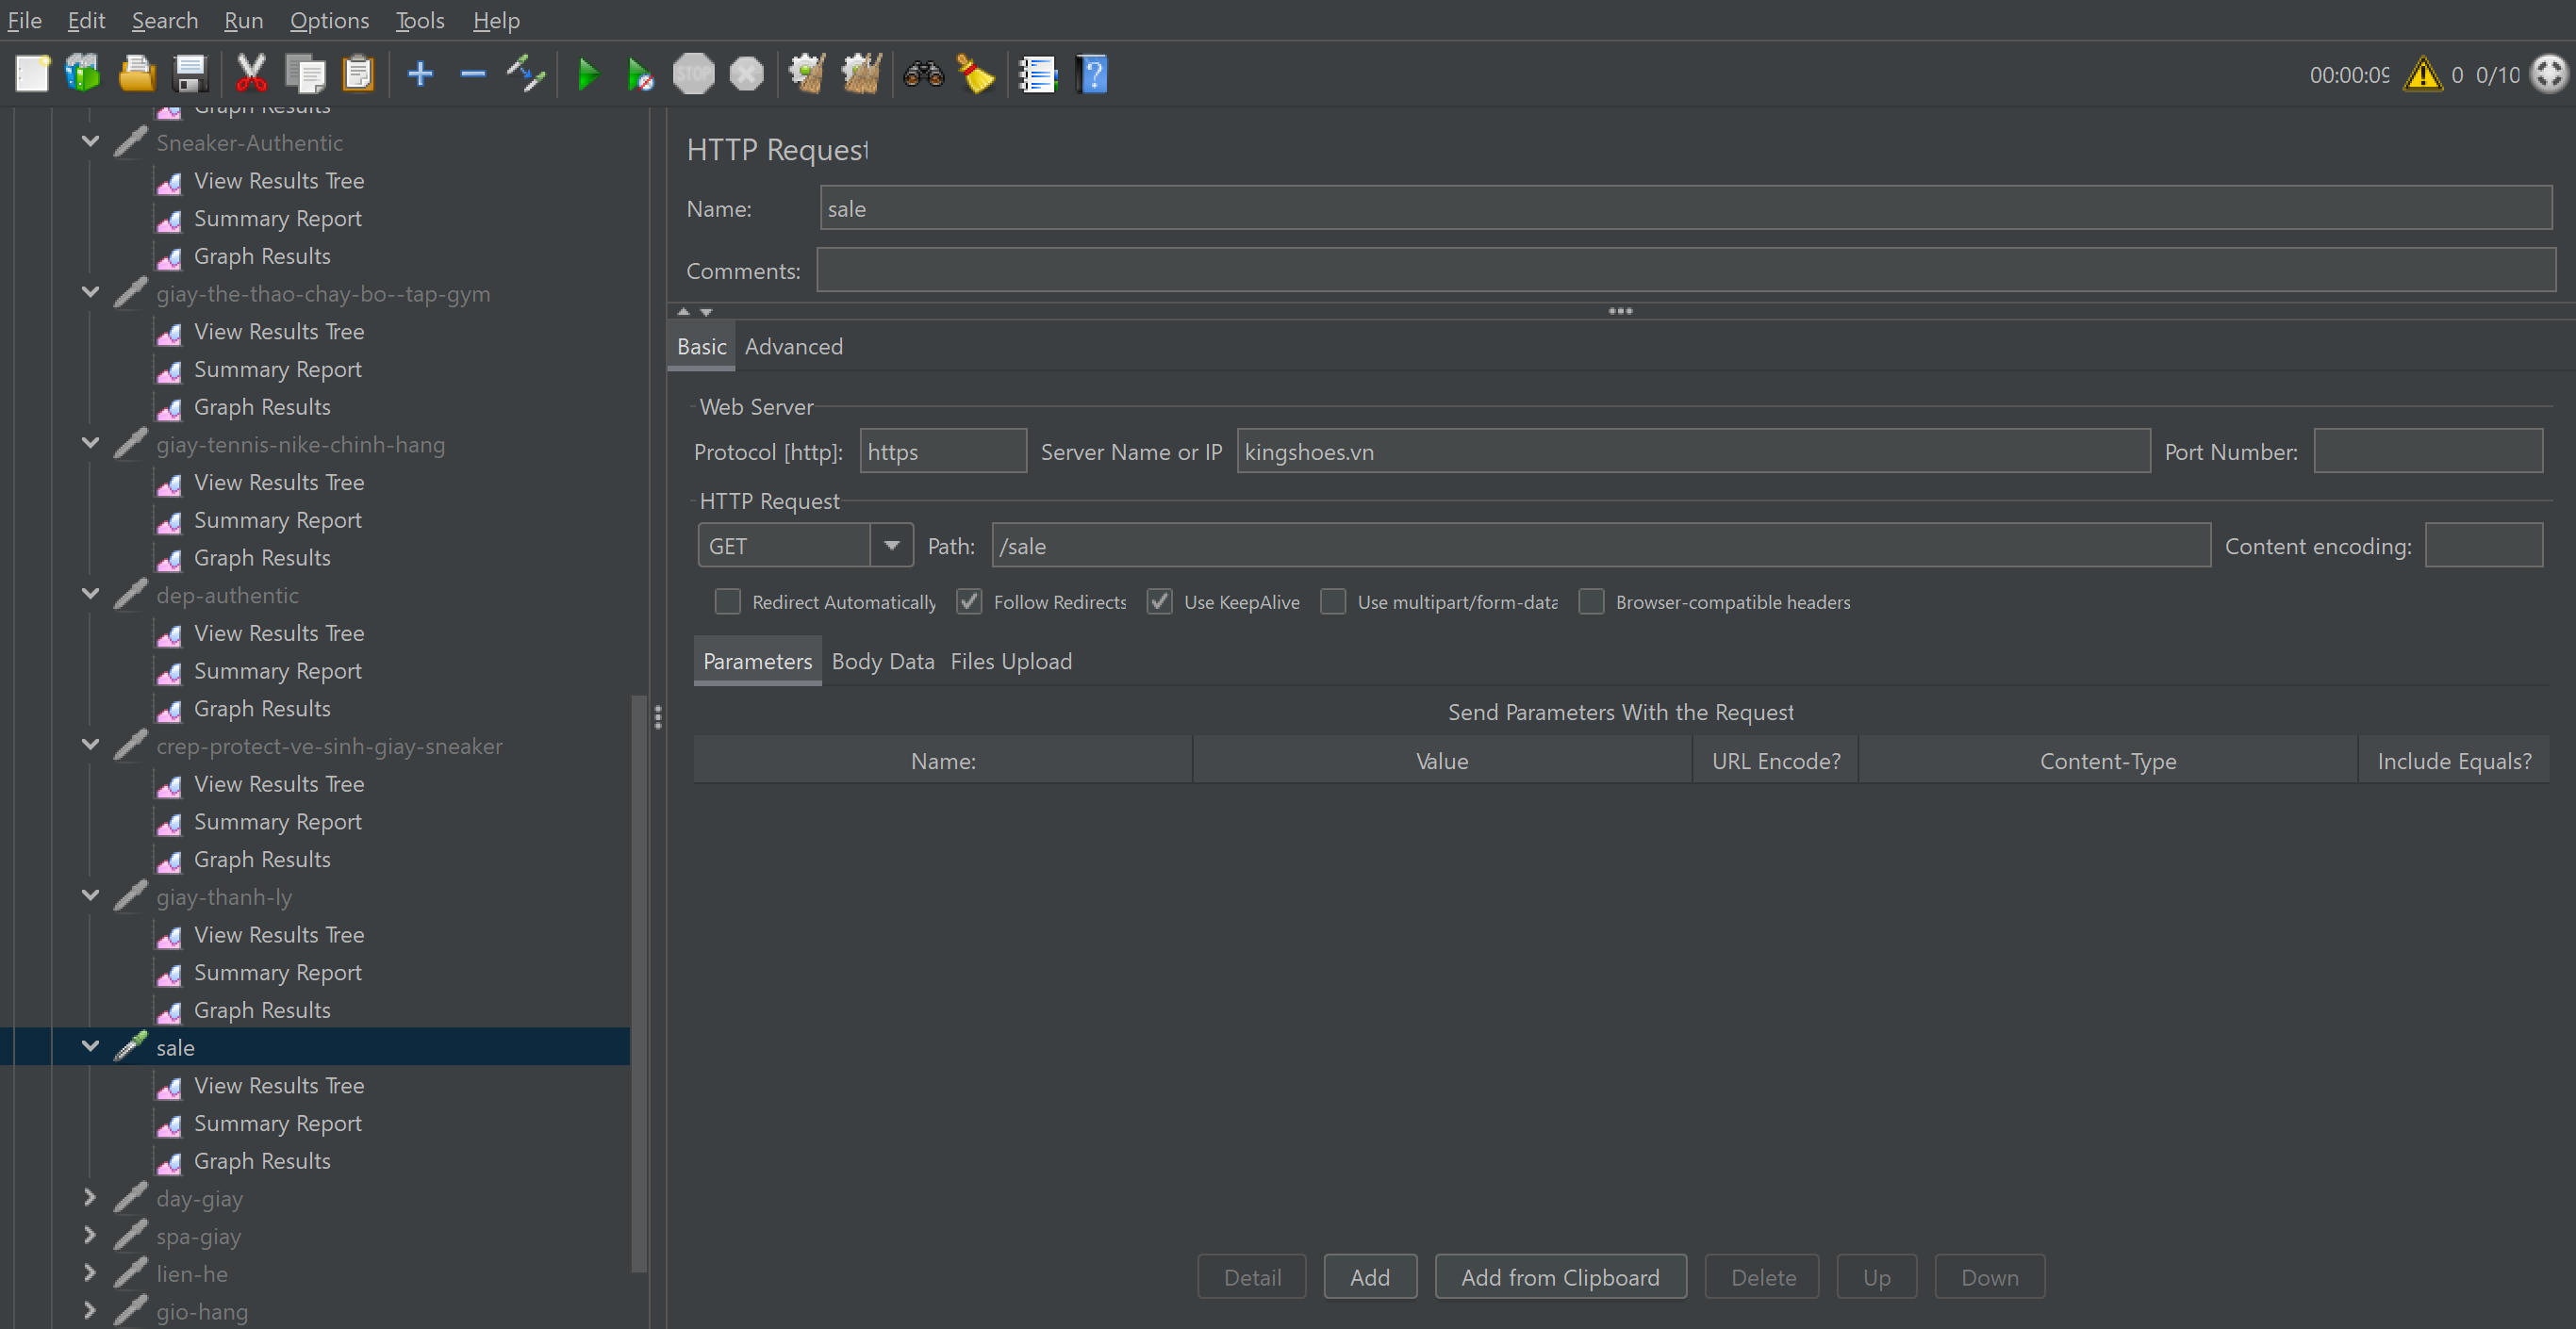 File Edit Search Run Options Tools Help
STOP
00:00:09 0 0/10
Graph Results
Sneaker-Authentic
View Results Tree
Summary Report
Graph Results
giay-the-thao-chay-bo--tap-gym
View Results Tree
Summary Report
Graph Results
giay-tennis-nike-chinh-hang
View Results Tree
Summary Report
Graph Results
dep-authentic
View Results Tree
Summary Report
Graph Results
crep-protect-ve-sinh-giay-sneaker
View Results Tree
Summary Report
Graph Results
giay-thanh-ly
View Results Tree
Summary Report
Graph Results
sale
View Results Tree
Summary Report
Graph Results
day-giay
spa-giay
lien-he
gio-hang
HTTP Request
Name: sale
Comments:
Basic Advanced
Web Server
Protocol [http]: https Server Name or IP kingshoes.vn Port Number:
HTTP Request
GET Path: /sale Content encoding:
Redirect Automatically Follow Redirects Use KeepAlive Use multipart/form-data Browser-compatible headers
Parameters Body Data Files Upload
Send Parameters With the Request
Name: Value URL Encode? Content-Type Include Equals?
Detail Add Add from Clipboard Delete Up Down